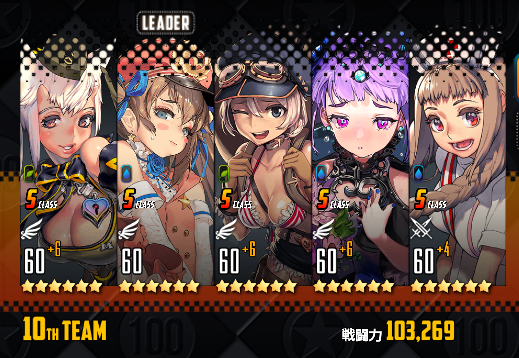 LEADER
S CLASS S CLASS S CLASS S CLASS S CLASS
60 +6 60 60 +6 60 +6 60 +4
10TH TEAM 戦闘力 103,269